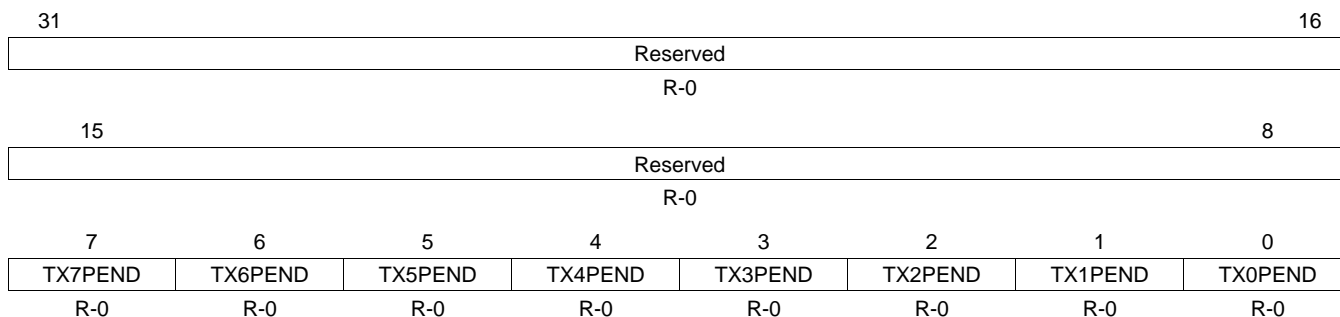 31 16
Reserved
R-0
15 8
Reserved
R-0
7 6 5 4 3 2 1 0
TX7PEND TX6PEND TX5PEND TX4PEND TX3PEND TX2PEND TX1PEND TX0PEND
R-0 R-0 R-0 R-0 R-0 R-0 R-0 R-0